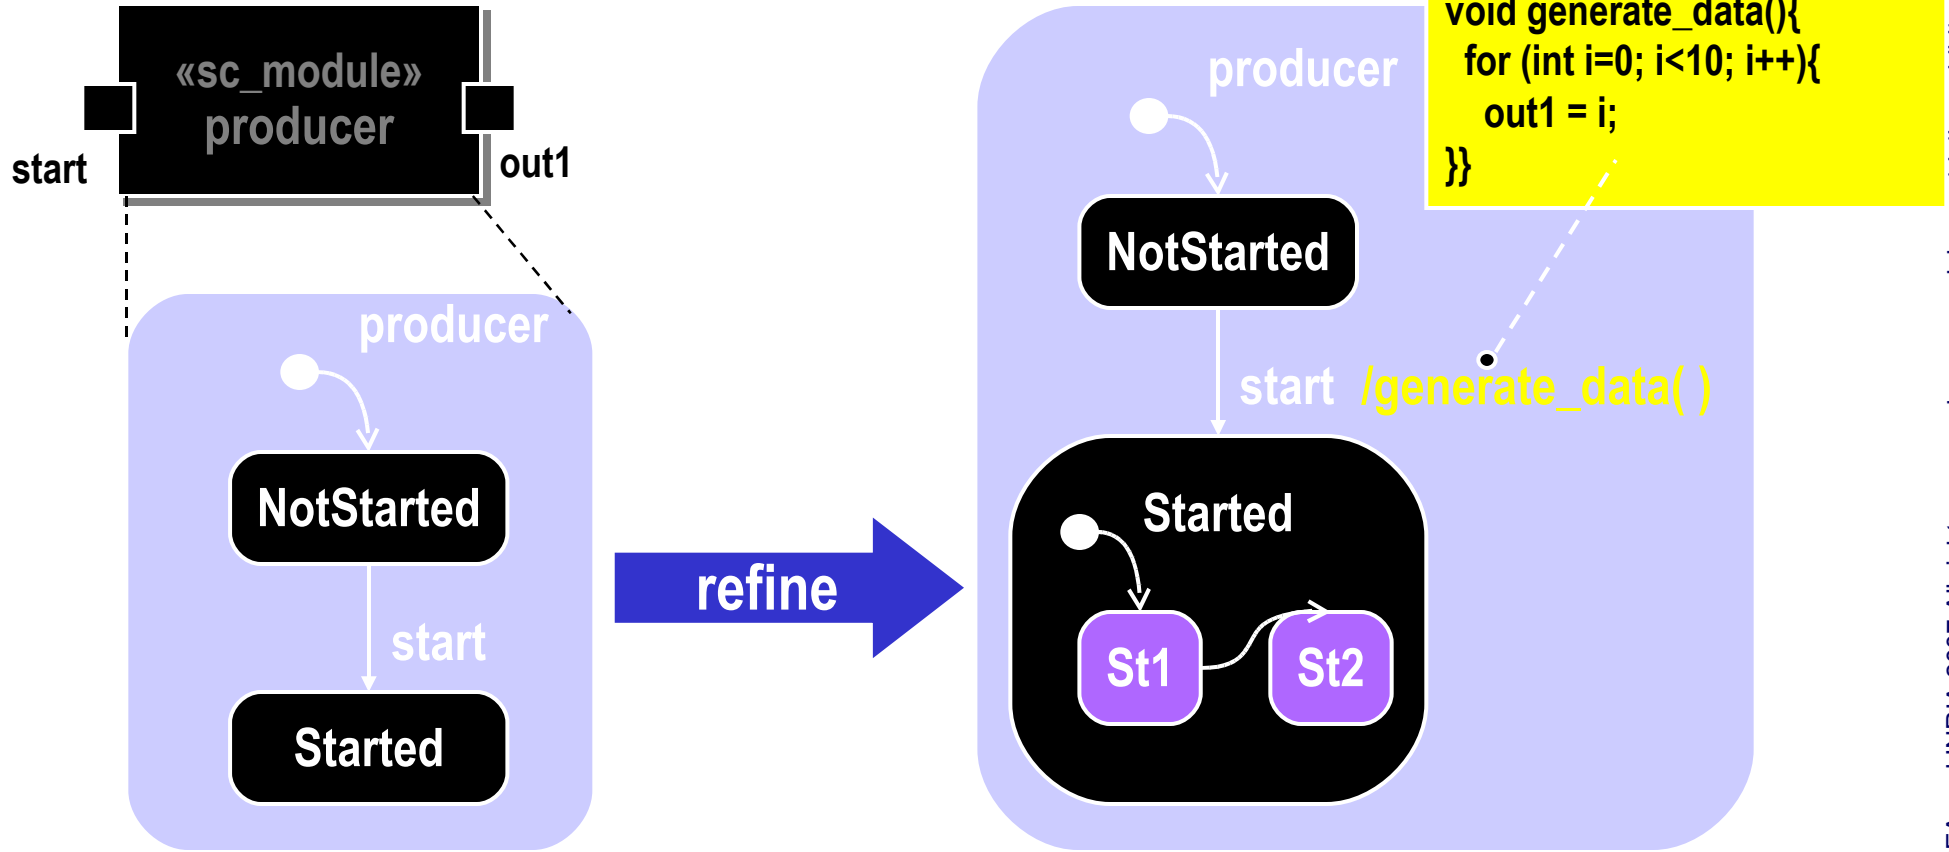 «sc_module»
producer
start
out1
producer
NotStarted
start
Started
refine
producer
void generate_data(){
for (int i=0; i<10; i++){
out1 = i;
}}
NotStarted
start /generate_data( )
Started
St1
St2